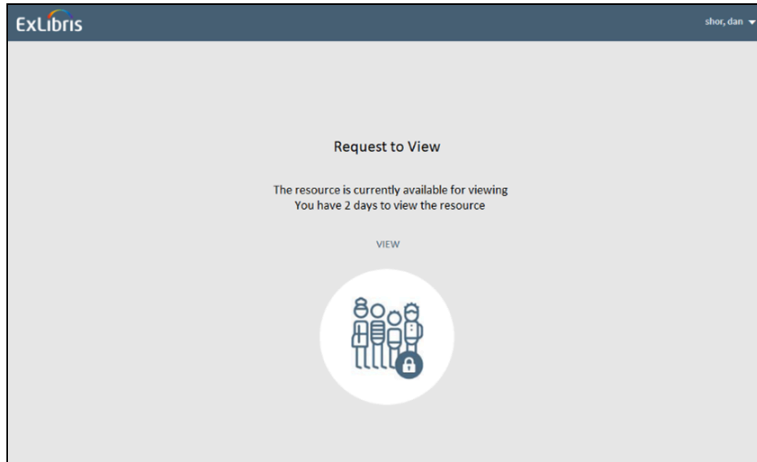 ExLibris
shor, dan
Request to View
The resource is currently available for viewing
You have 2 days to view the resource
VIEW